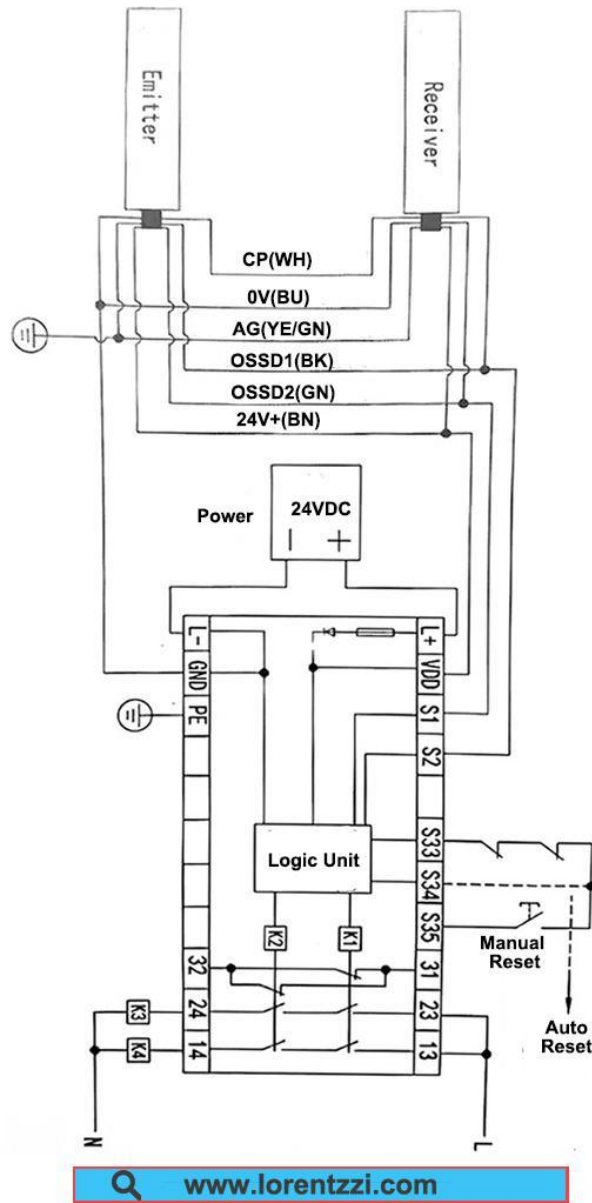 Emitter
Receiver
CP(WH)
0V(BU)
AG(YE/GN)
OSSD1(BK)
OSSD2(GN)
24V+(BN)
Power
24VDC
— +
L-
GND
PE
32
24
14
L+
VDD
S1
S2
S33
S34
S35
31
23
13
Logic Unit
K2
K1
K3
K4
Manual
Reset
Auto
Reset
N
L
www.lorentzzi.com